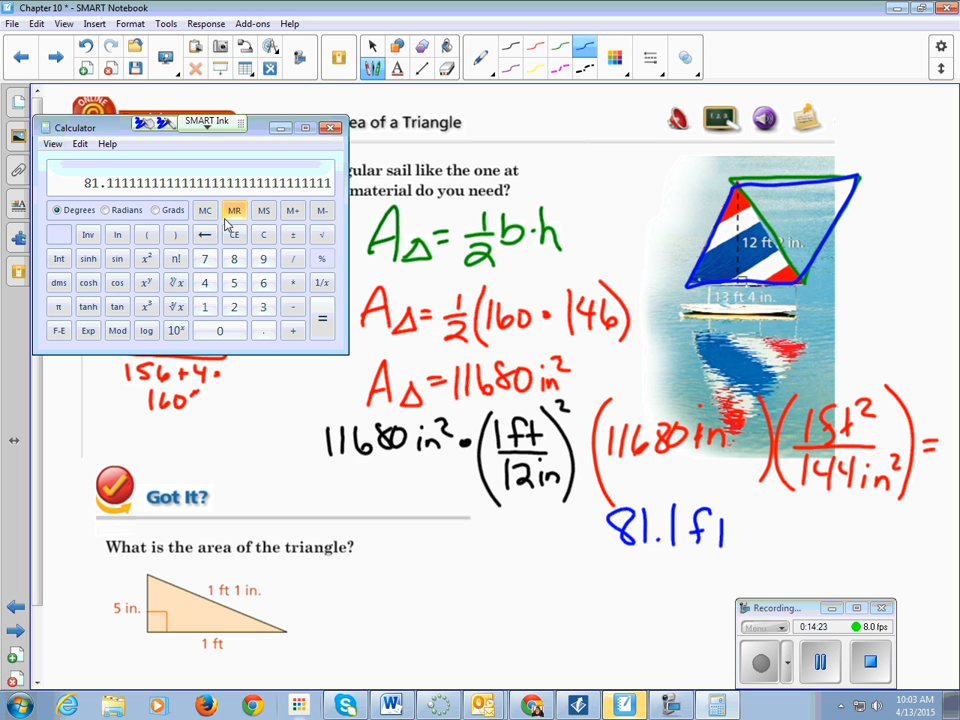 Chapter 10 * - SMART Notebook
File Edit View Insert Format Tools Response Add-ons Help
ONLINE
ea of a Triangle
gular sail like the one at
material do you need?
Calculator
SMART Ink
View Edit Help
81.111111111111111111111111111111
Degrees Radians Grads MC MR MS M+ M-
Inv ln ( ) ← CE C ± √
Int sinh sin x² n! 7 8 9 / %
dms cosh cos xʸ ʸ√x 4 5 6 * 1/x
π tanh tan x³ ³√x 1 2 3 - =
F-E Exp Mod log 10ˣ 0 . +
12 ft 2 in.
13 ft 4 in.
A△ = 1/2 b·h
A△ = 1/2 (160 · 146)
A△ = 11680 in²
156 + 4
160"
11680 in² · (1ft/12in)² (11680 in²)(1ft²/144in²) =
81.1 f
Got It?
What is the area of the triangle?
5 in.
1 ft 1 in.
1 ft
Recording...
Menu
0:14:23
8.0 fps
10:03 AM
4/13/2015